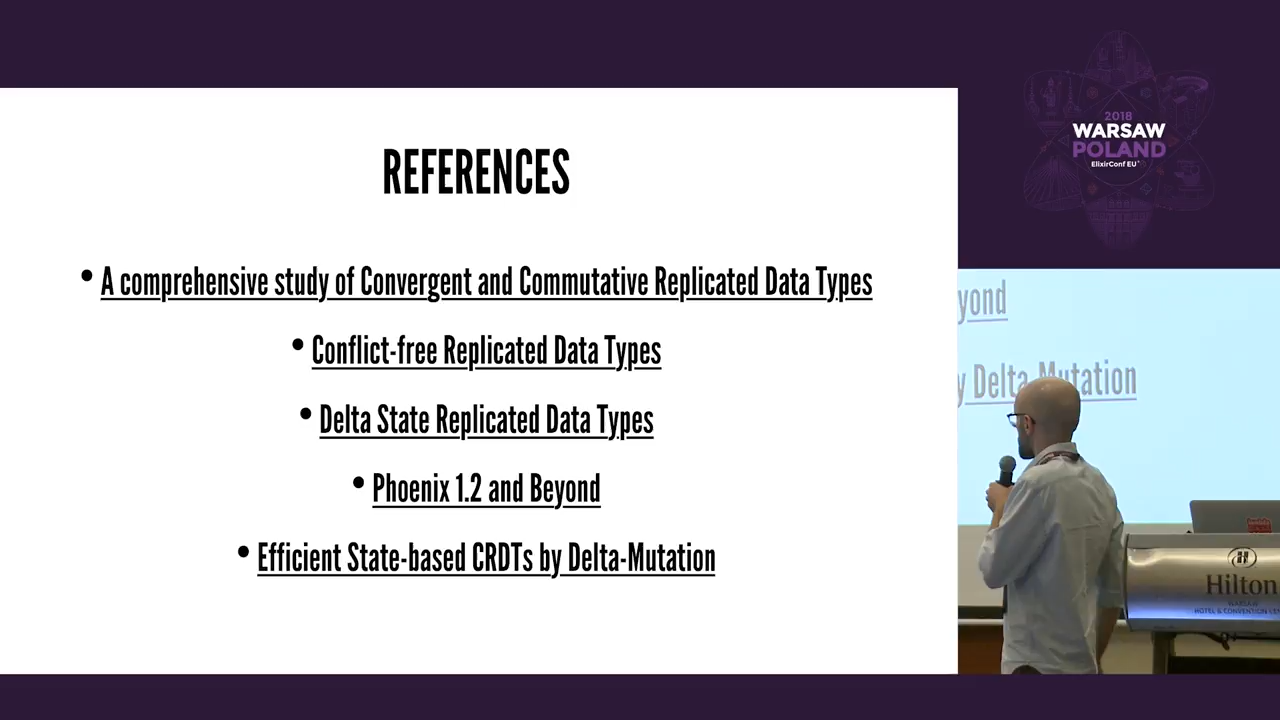 REFERENCES
• A comprehensive study of Convergent and Commutative Replicated Data Types
• Conflict-free Replicated Data Types
• Delta State Replicated Data Types
• Phoenix 1.2 and Beyond
• Efficient State-based CRDTs by Delta-Mutation
2018
WARSAW
POLAND
ElixirConf EU
yond
y Delta-Mutation
Hilton
WARSAW